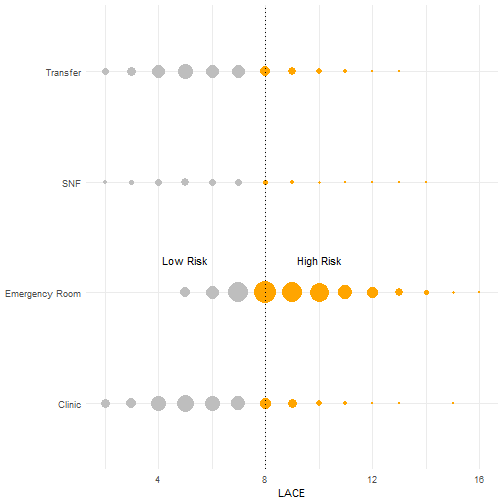 Transfer
SNF
Low Risk High Risk
Emergency Room
Clinic
4 8 12 16
LACE